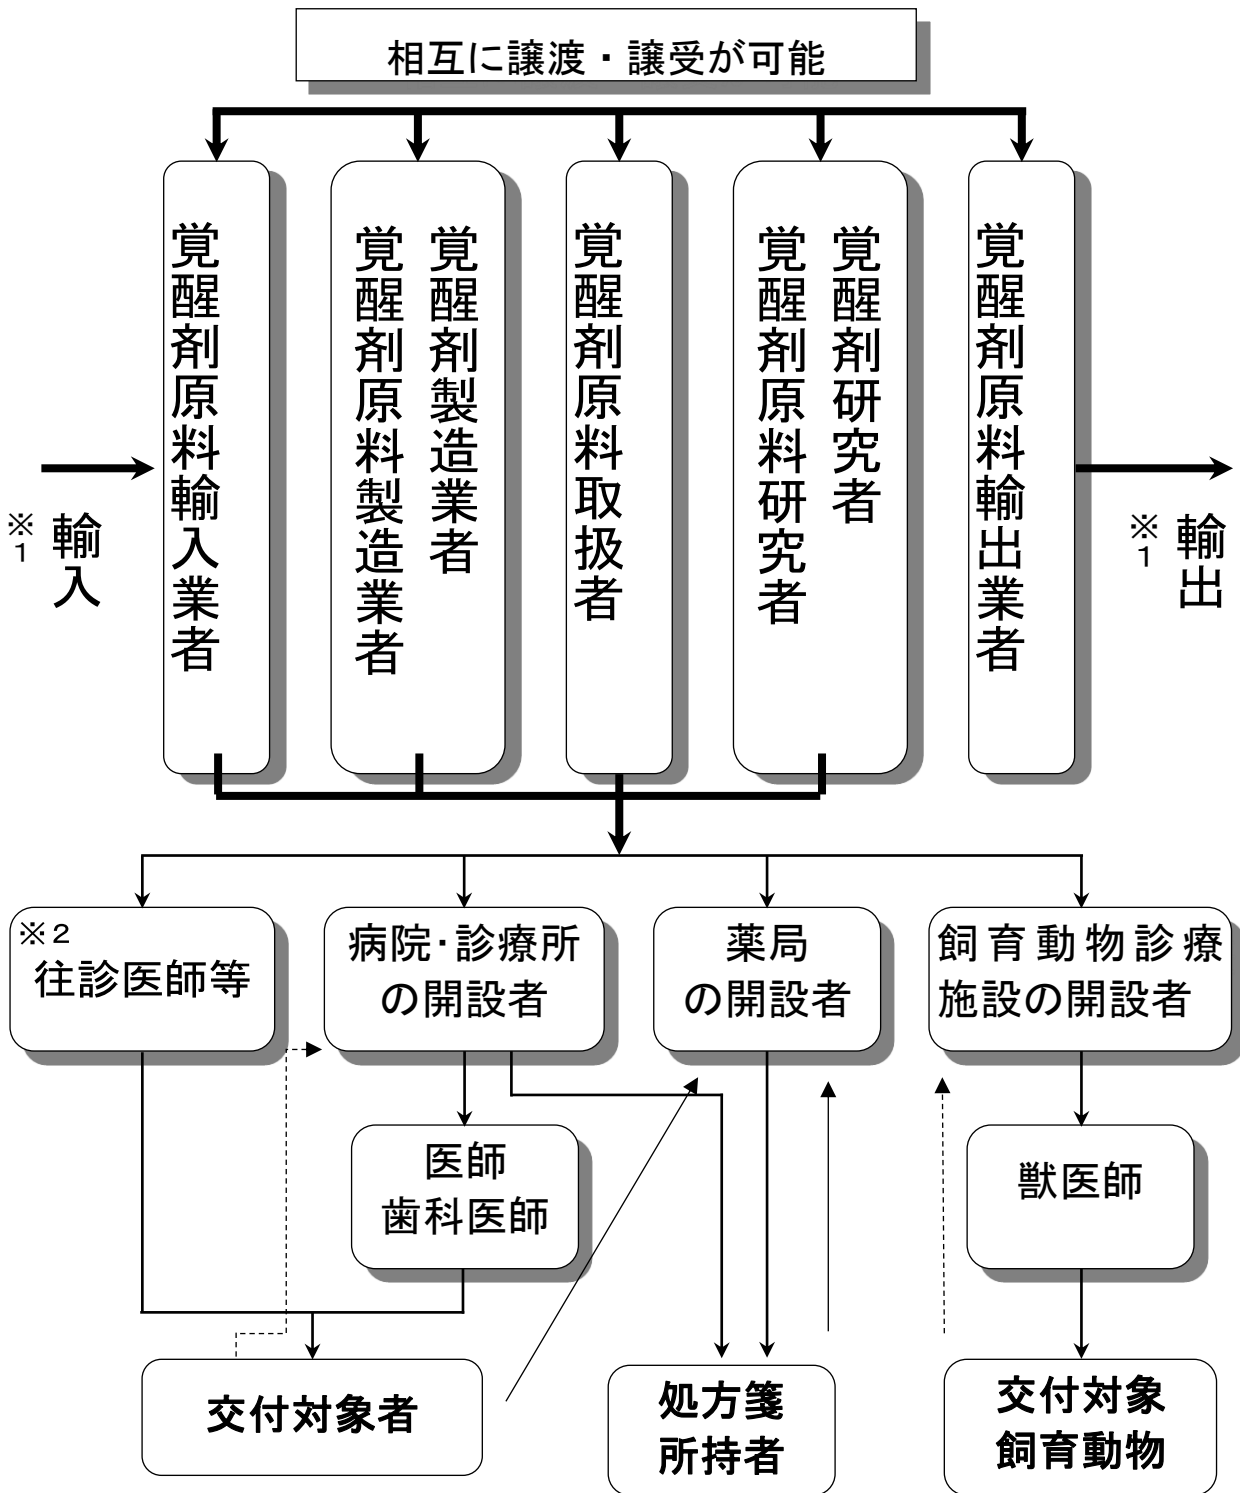 相互に譲渡・譲受が可能
覚醒剤原料輸入業者
覚醒剤製造業者
覚醒剤原料製造業者
覚醒剤原料取扱者
覚醒剤研究者
覚醒剤原料研究者
覚醒剤原料輸出業者
輸入
※1
輸出
※1
※2
往診医師等
病院・診療所
の開設者
薬局
の開設者
飼育動物診療
施設の開設者
医師
歯科医師
獣医師
交付対象者
処方箋
所持者
交付対象
飼育動物